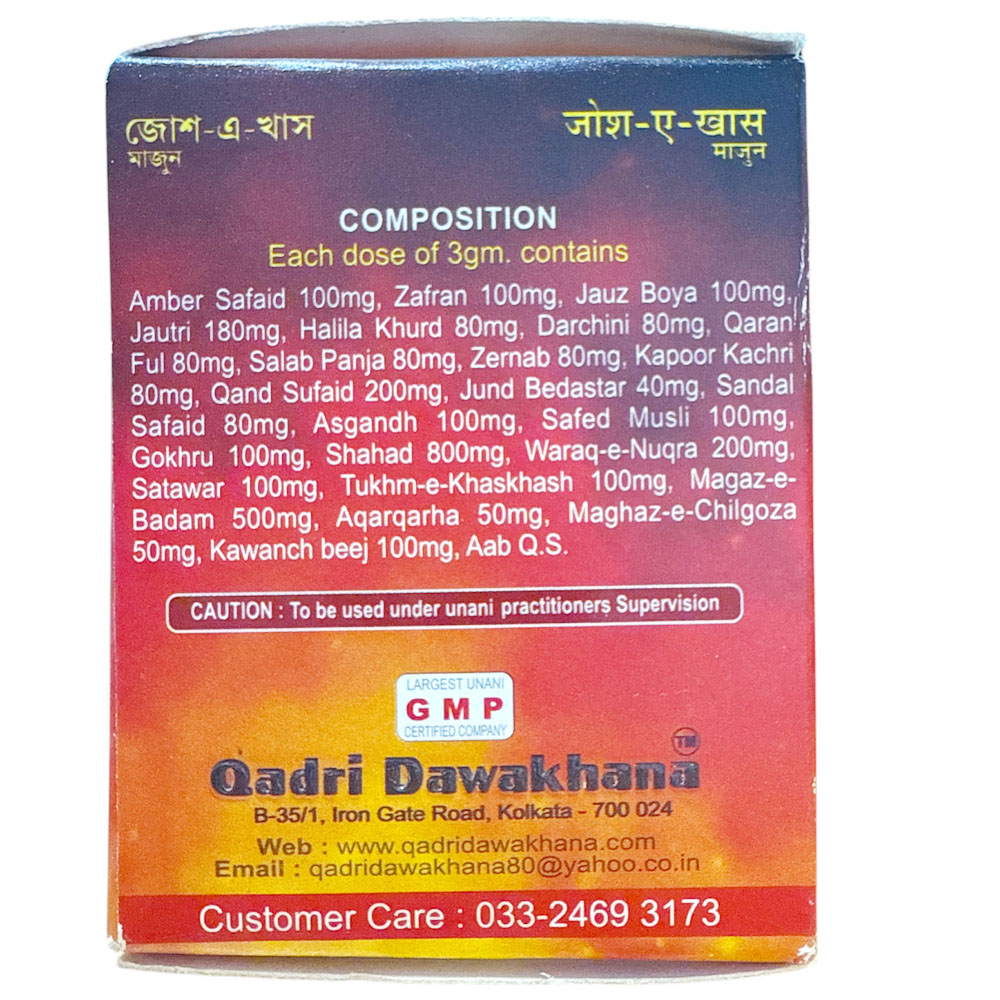 জোশ-এ-খাস
মাজুন
जोश-ए-खास
माजुन
COMPOSITION
Each dose of 3gm. contains
Amber Safaid 100mg, Zafran 100mg, Jauz Boya 100mg,
Jautri 180mg, Halila Khurd 80mg, Darchini 80mg, Qaran
Ful 80mg, Salab Panja 80mg, Zernab 80mg, Kapoor Kachri
80mg, Qand Sufaid 200mg, Jund Bedastar 40mg, Sandal
Safaid 80mg, Asgandh 100mg, Safed Musli 100mg,
Gokhru 100mg, Shahad 800mg, Waraq-e-Nuqra 200mg,
Satawar 100mg, Tukhm-e-Khaskhash 100mg, Magaz-e-
Badam 500mg, Aqarqarha 50mg, Maghaz-e-Chilgoza
50mg, Kawanch beej 100mg, Aab Q.S.
CAUTION : To be used under unani practitioners Supervision
LARGEST UNANI
GMP
CERTIFIED COMPANY
Qadri Dawakhana TM
B-35/1, Iron Gate Road, Kolkata - 700 024
Web : www.qadridawakhana.com
Email : qadridawakhana80@yahoo.co.in
Customer Care : 033-2469 3173